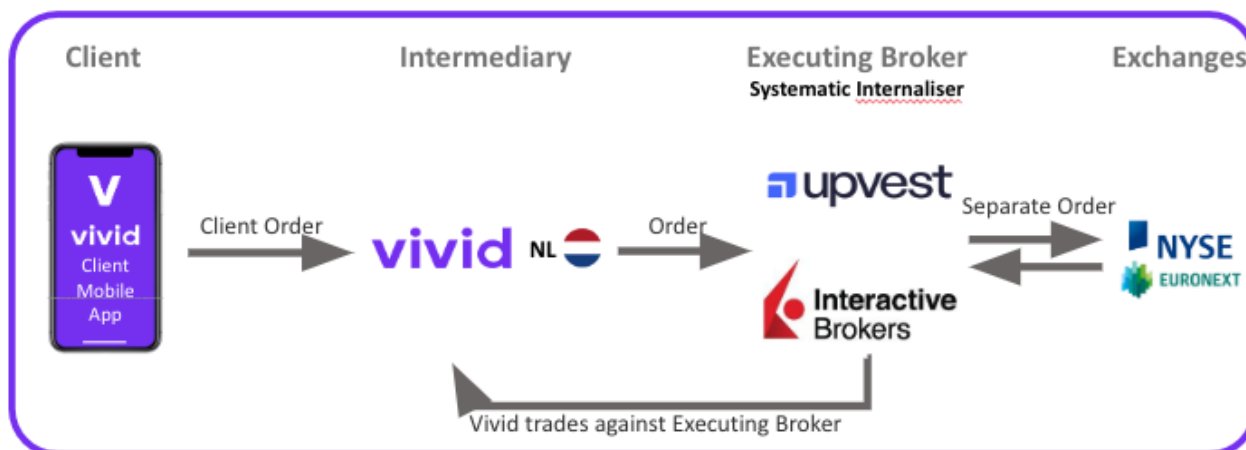 Client
Intermediary
Executing Broker
Exchanges
Systematic Internaliser
V
vivid
Client
Mobile
App
Client Order
vivid
NL
Order
upvest
Interactive
Brokers
Separate Order
NYSE
EURONEXT
Vivid trades against Executing Broker